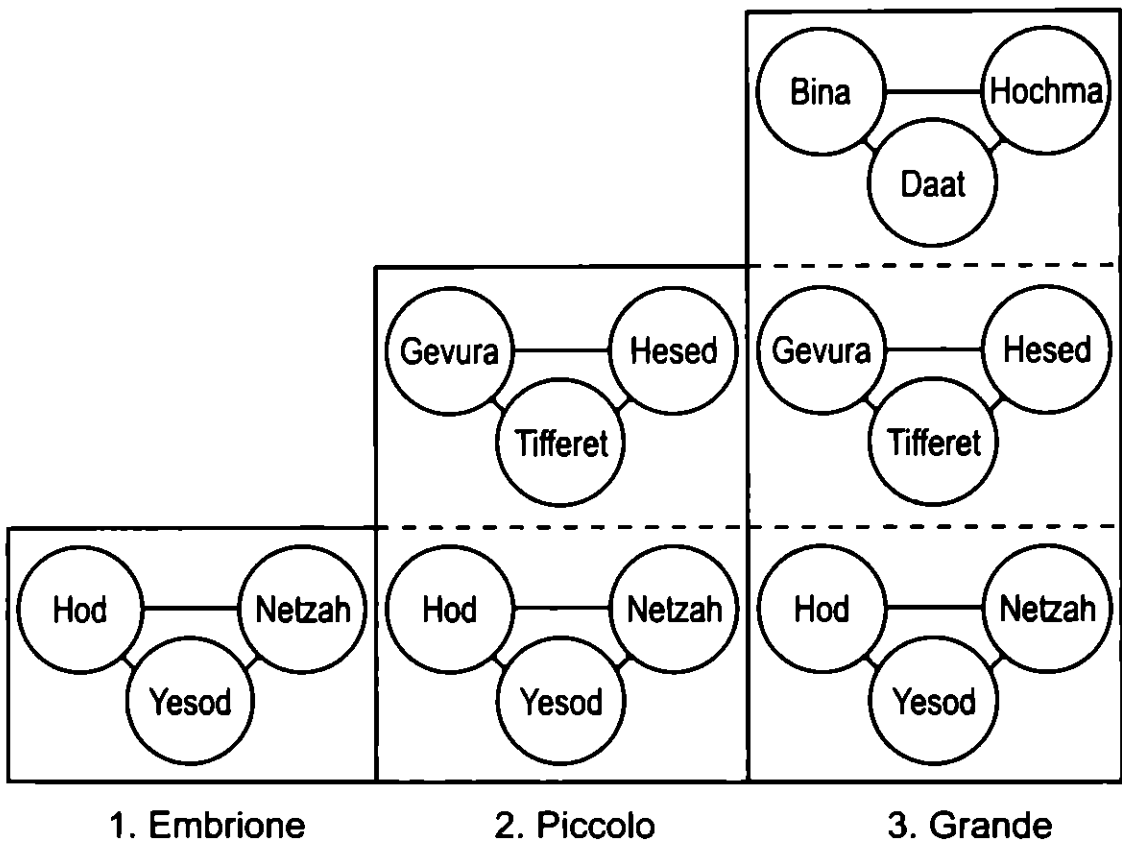 Bina Hochma
Daat
Gevura Hesed Gevura Hesed
Tifferet Tifferet
Hod Netzah Hod Netzah Hod Netzah
Yesod Yesod Yesod
1. Embrione 2. Piccolo 3. Grande